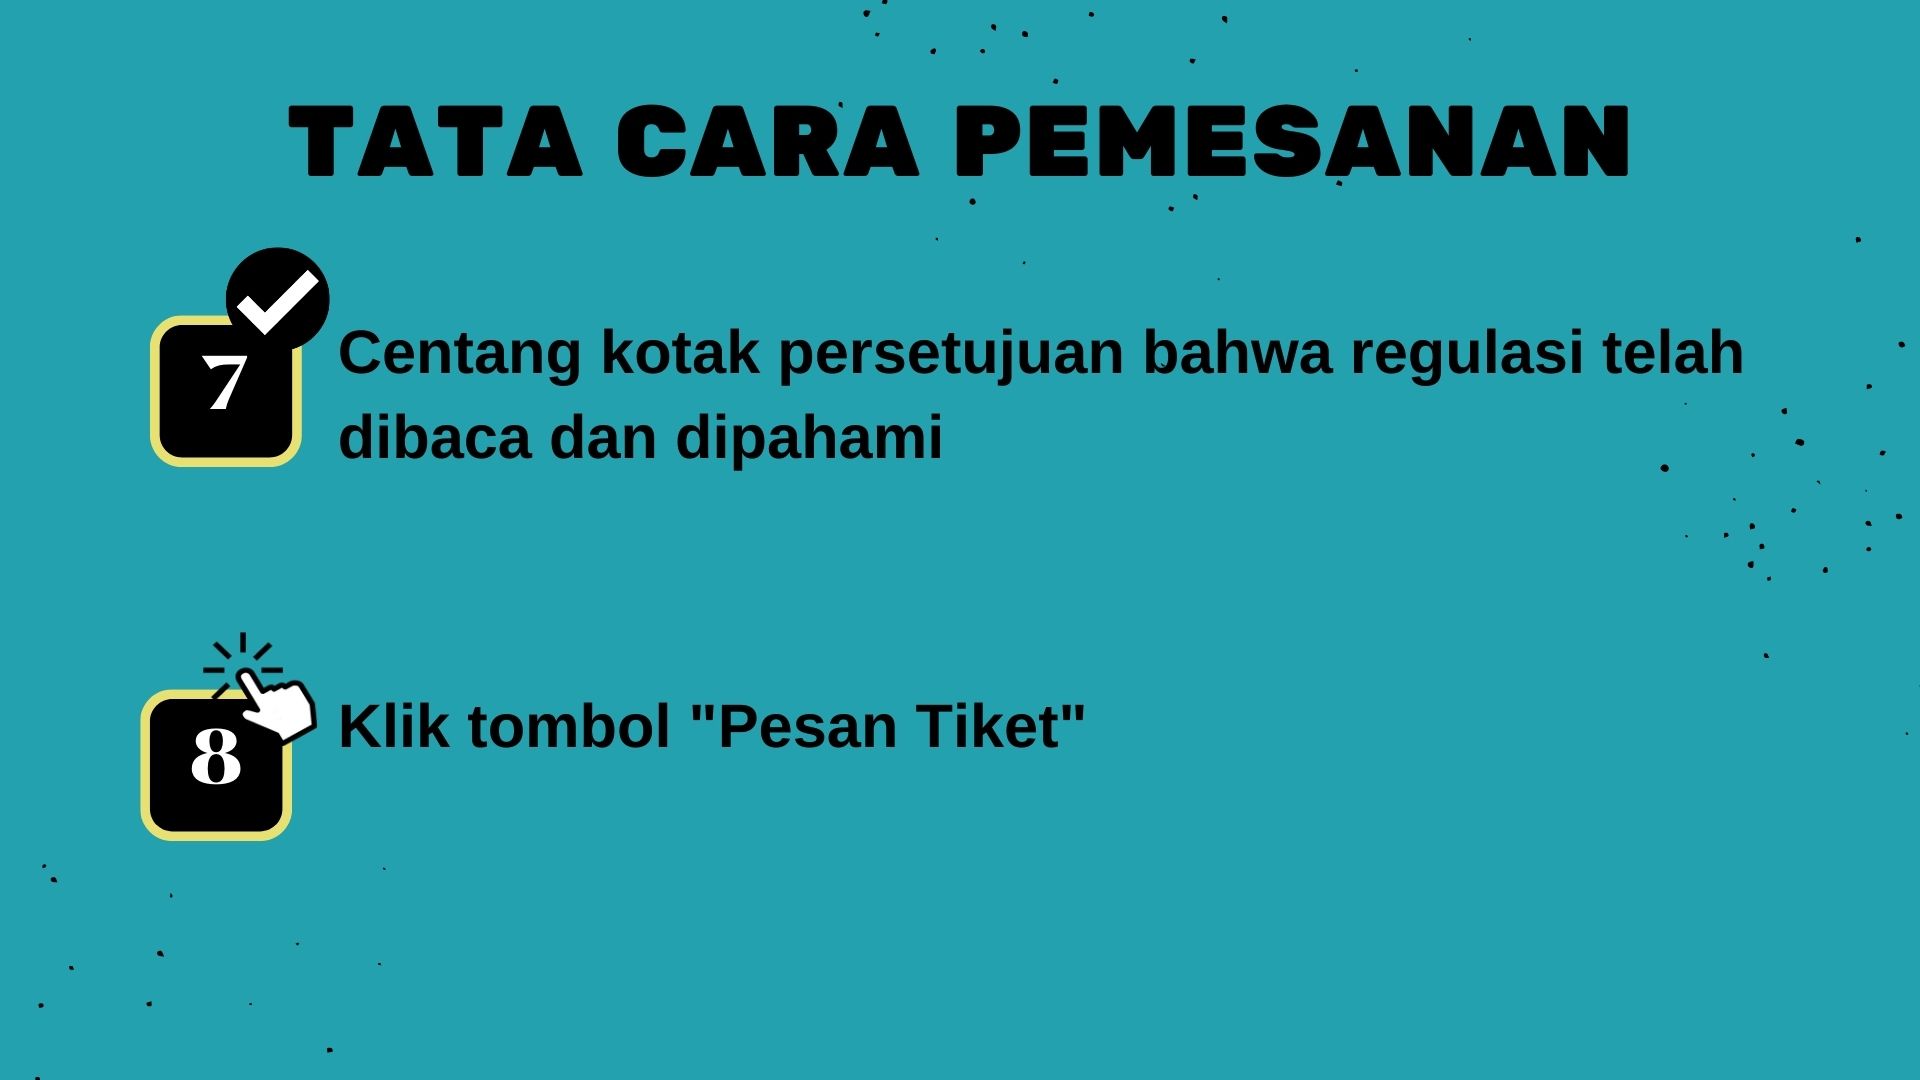 TATA CARA PEMESANAN
7
Centang kotak persetujuan bahwa regulasi telah
dibaca dan dipahami
8
Klik tombol "Pesan Tiket"